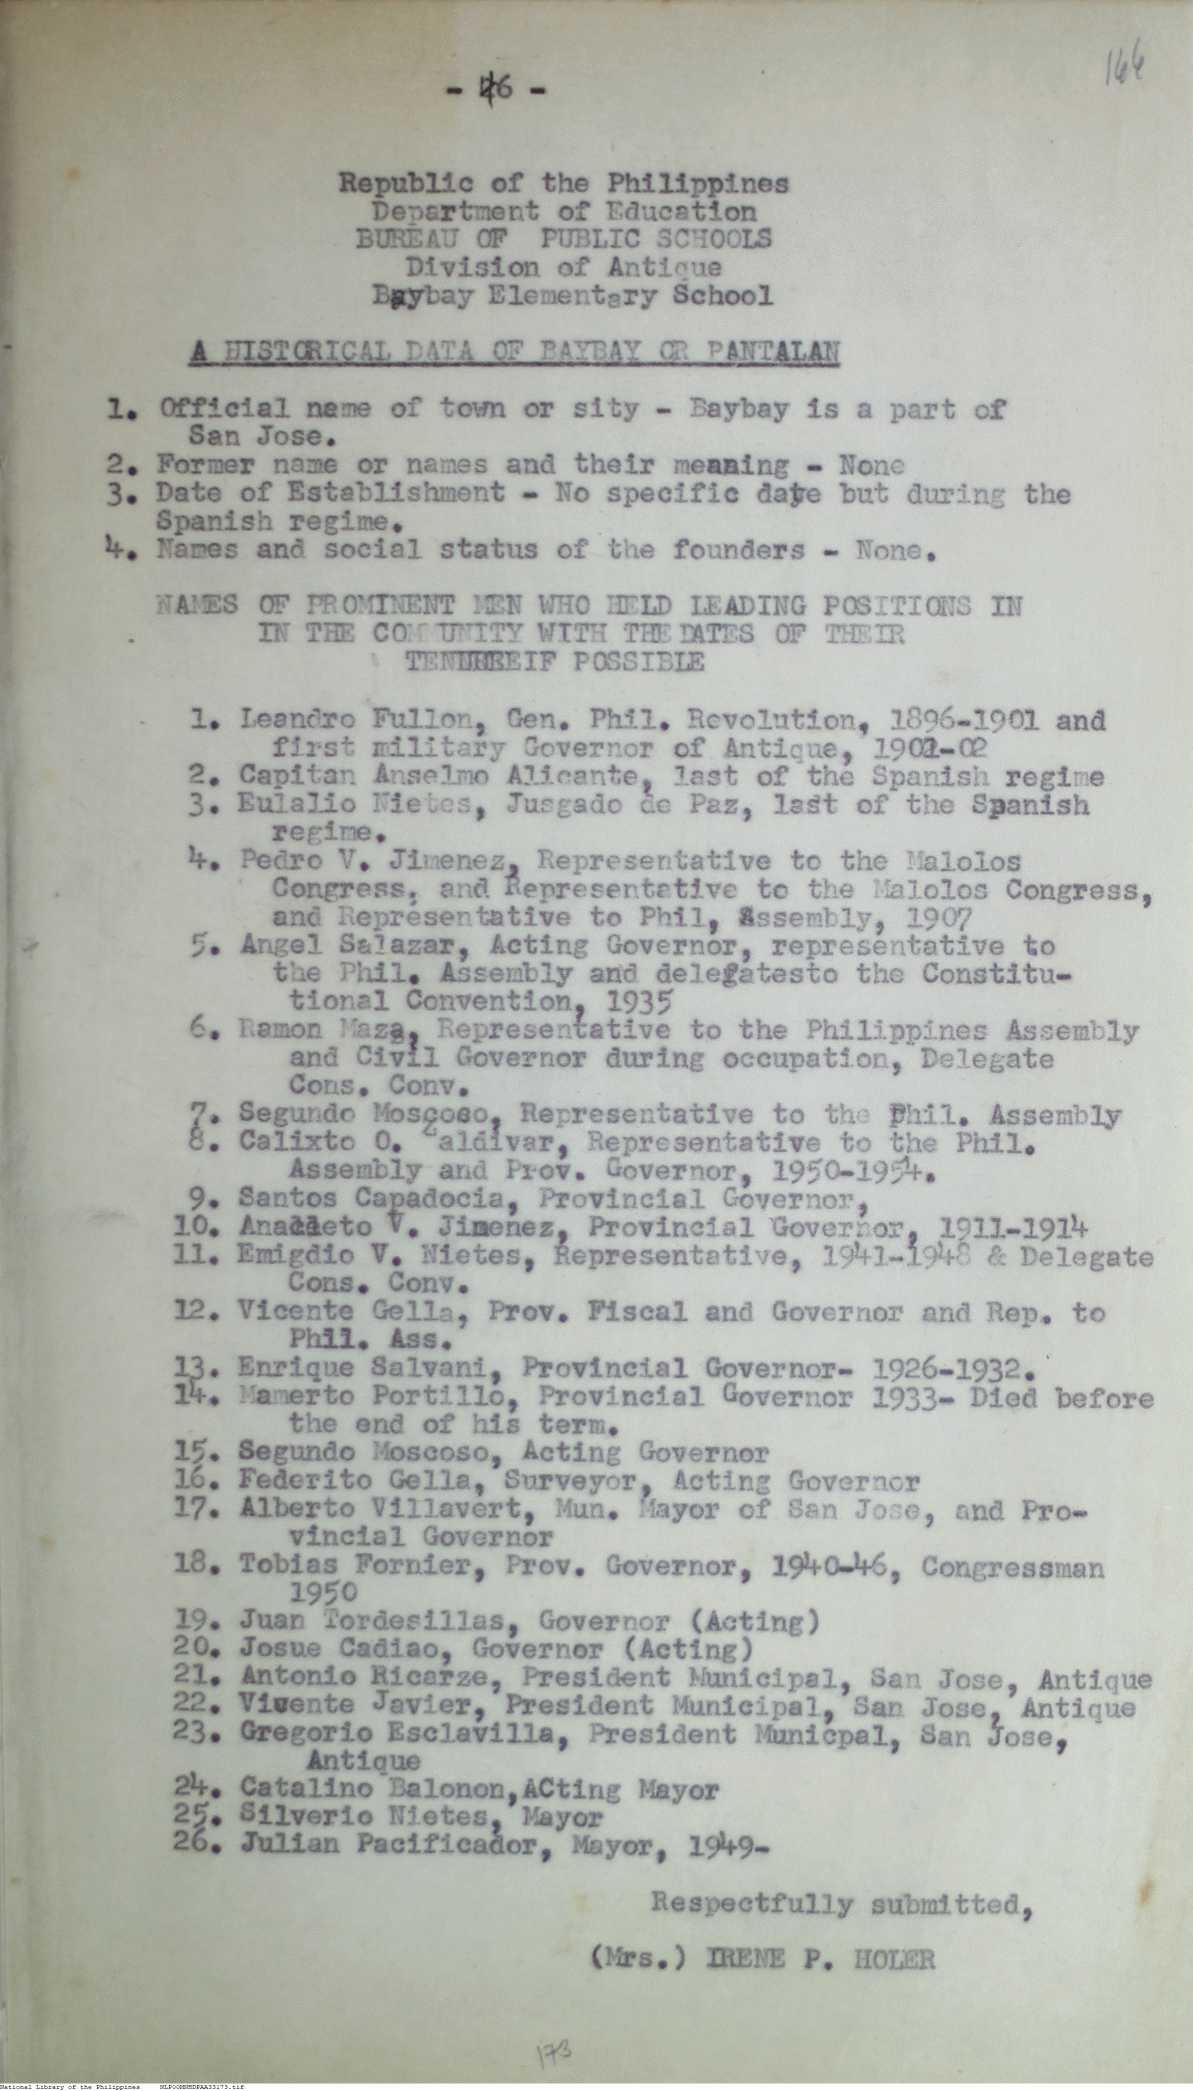 166
- 6 -
Republic of the Philippines
Department of Education
BUREAU OF PUBLIC SCHOOLS
Division of Antique
Baybay Elementary School
A HISTORICAL DATA OF BAYBAY OR PANTALAN
1. Official name of town or sity - Baybay is a part of
San Jose.
2. Former name or names and their meaning - None
3. Date of Establishment - No specific date but during the
Spanish regime.
4. Names and social status of the founders - None.
NAMES OF PROMINENT MEN WHO HELD LEADING POSITIONS IN
IN THE COMMUNITY WITH THE DATES OF THEIR
IF POSSIBLE
1. Leandro Fullon, Gen. Phil. Revolution, 1896-1901 and
first military Governor of Antique, 1901-02
2. Capitan Anselmo Alicante, last of the Spanish regime
3. Eulalio Nietes, Jusgado de Paz, last of the Spanish
regime.
4. Pedro V. Jimenez, Representative to the Malolos
Congress, and Representative to the Malolos Congress,
and Representative to Phil, Assembly, 1907
5. Angel Salazar, Acting Governor, representative to
the Phil. Assembly and delegatesto the Constitu-
tional Convention, 1935
6. Ramon Maza, Representative to the Philippines Assembly
and Civil Governor during occupation, Delegate
Cons. Conv.
7. Segundo Moscoso, Representative to the Phil. Assembly
8. Calixto O. Zaldivar, Representative to the Phil.
Assembly and Prov. Governor, 1950-1954.
9. Santos Capadocia, Provincial Governor,
10. Anacleto V. Jimenez, Provincial Governor, 1911-1914
11. Emigdio V. Nietes, Representative, 1941-1948 & Delegate
Cons. Conv.
12. Vicente Gella, Prov. Fiscal and Governor and Rep. to
Phil. Ass.
13. Enrique Salvani, Provincial Governor- 1926-1932.
14. Mamerto Portillo, Provincial Governor 1933- Died before
the end of his term.
15. Segundo Moscoso, Acting Governor
16. Federito Gella, Surveyor, Acting Governor
17. Alberto Villavert, Mun. Mayor of San Jose, and Pro-
vincial Governor
18. Tobias Fornier, Prov. Governor, 1940-46, Congressman
1950
19. Juan Tordesillas, Governor (Acting)
20. Josue Cadiao, Governor (Acting)
21. Antonio Ricarze, President Municipal, San Jose, Antique
22. Vicente Javier, President Municipal, San Jose, Antique
23. Gregorio Esclavilla, President Municpal, San Jose,
Antique
24. Catalino Balonon,ACting Mayor
25. Silverio Nietes, Mayor
26. Julian Pacificador, Mayor, 1949-
Respectfully submitted,
(Mrs.) IRENE P. HOLER
173
National Library of the Philippines NLPOOMNHDPAA33173.tif